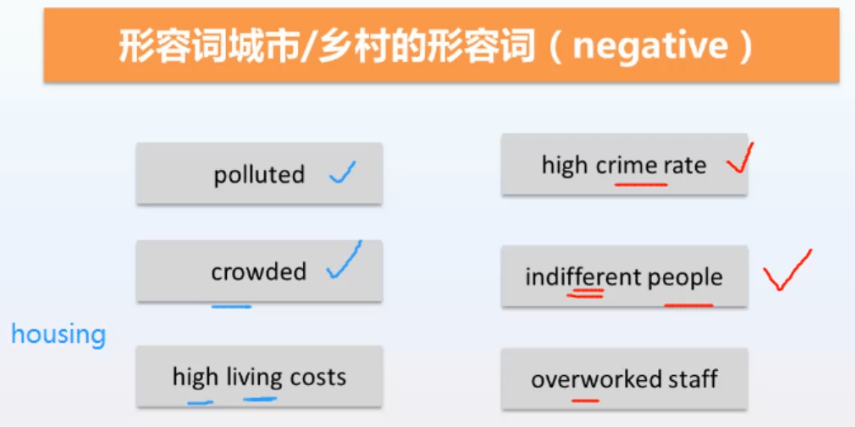 形容词城市/乡村的形容词（negative）
polluted
high crime rate
crowded
indifferent people
housing
high living costs
overworked staff